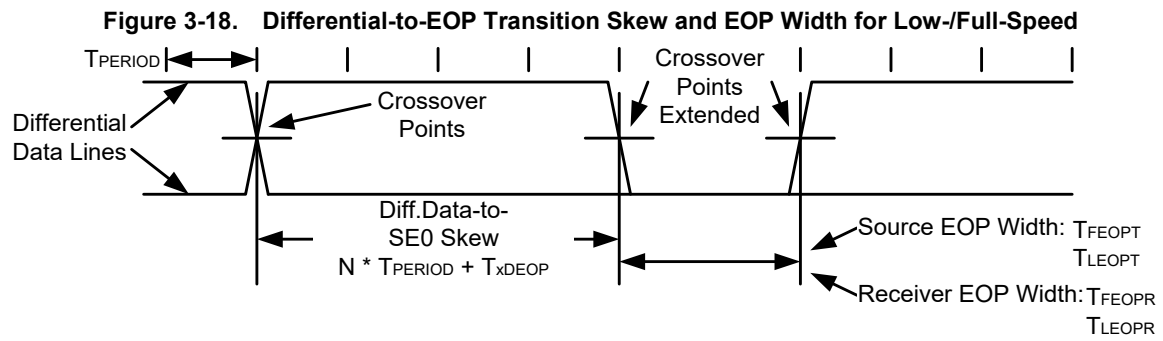 Figure 3-18. Differential-to-EOP Transition Skew and EOP Width for Low-/Full-Speed
TPERIOD
Crossover
Points
Extended
Crossover
Points
Differential
Data Lines
Diff.Data-to-
SE0 Skew
N * TPERIOD + TxDEOP
Source EOP Width: TFEOPT
TLEOPT
Receiver EOP Width: TFEOPR
TLEOPR